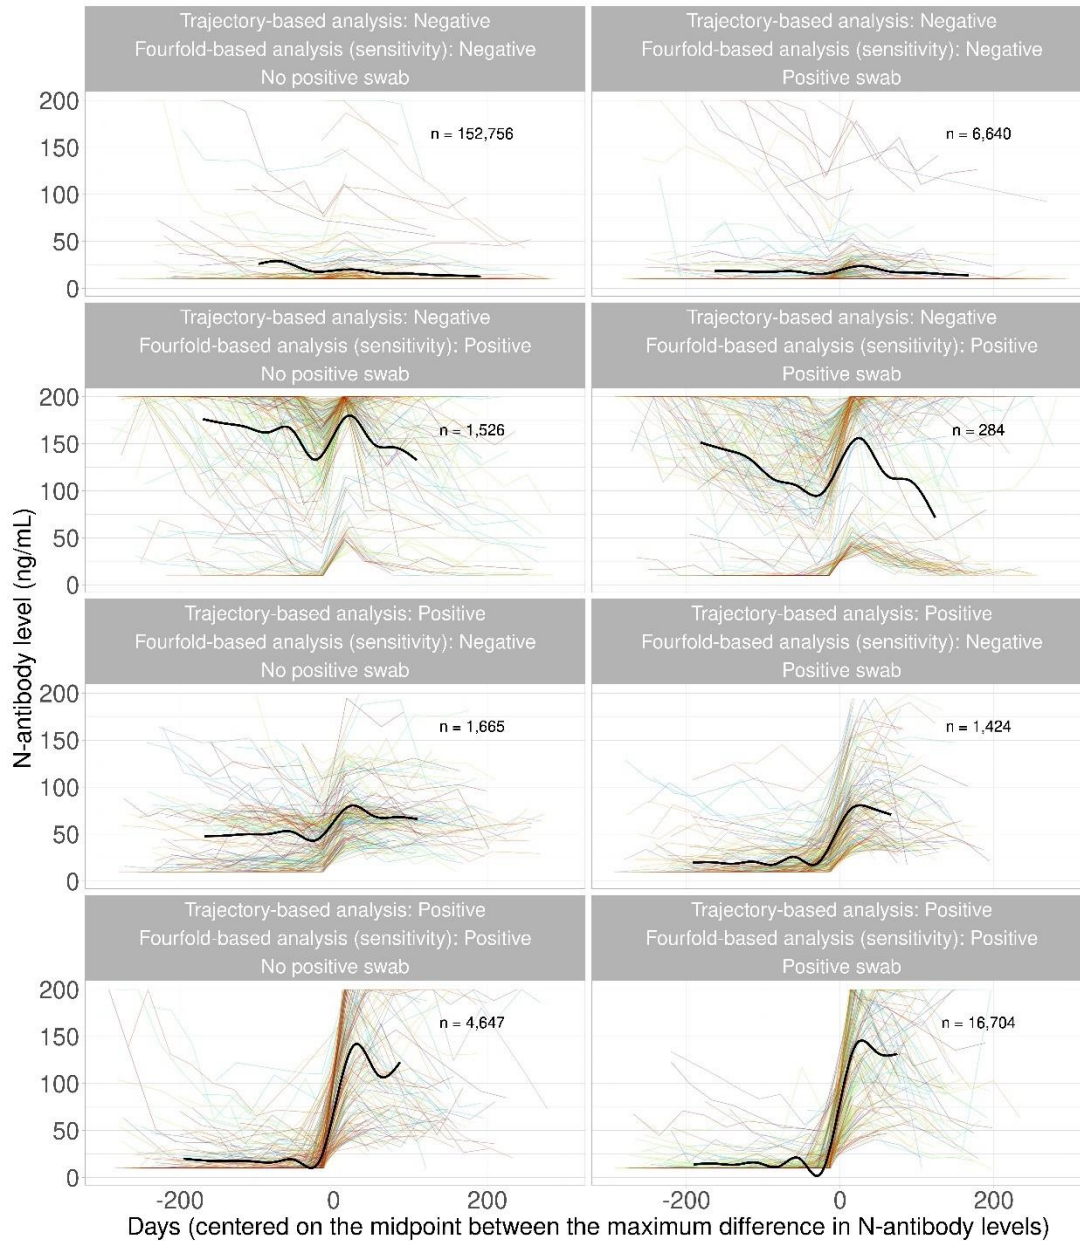 Trajectory-based analysis: Negative
Fourfold-based analysis (sensitivity): Negative
No positive swab
Trajectory-based analysis: Negative
Fourfold-based analysis (sensitivity): Negative
Positive swab
200
150
100
50
0
n = 152,756
n = 6,640
Trajectory-based analysis: Negative
Fourfold-based analysis (sensitivity): Positive
No positive swab
Trajectory-based analysis: Negative
Fourfold-based analysis (sensitivity): Positive
Positive swab
200
150
100
50
0
n = 1,526
n = 284
N-antibody level (ng/mL)
Trajectory-based analysis: Positive
Fourfold-based analysis (sensitivity): Negative
No positive swab
Trajectory-based analysis: Positive
Fourfold-based analysis (sensitivity): Negative
Positive swab
200
150
100
50
0
n = 1,665
n = 1,424
Trajectory-based analysis: Positive
Fourfold-based analysis (sensitivity): Positive
No positive swab
Trajectory-based analysis: Positive
Fourfold-based analysis (sensitivity): Positive
Positive swab
200
150
100
50
0
n = 4,647
n = 16,704
-200 0 200
-200 0 200
Days (centered on the midpoint between the maximum difference in N-antibody levels)